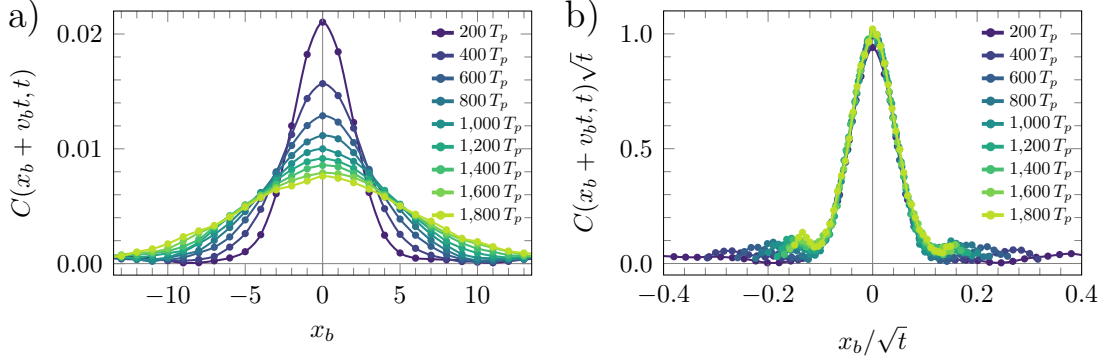 a)
C(x_b + v_b t, t)
0.02
0.01
0.00
−10
−5
0
5
10
x_b
200 T_p
400 T_p
600 T_p
800 T_p
1,000 T_p
1,200 T_p
1,400 T_p
1,600 T_p
1,800 T_p
b)
C(x_b + v_b t, t)√t
1.0
0.5
0.0
−0.4
−0.2
0
0.2
0.4
x_b/√t
200 T_p
400 T_p
600 T_p
800 T_p
1,000 T_p
1,200 T_p
1,400 T_p
1,600 T_p
1,800 T_p